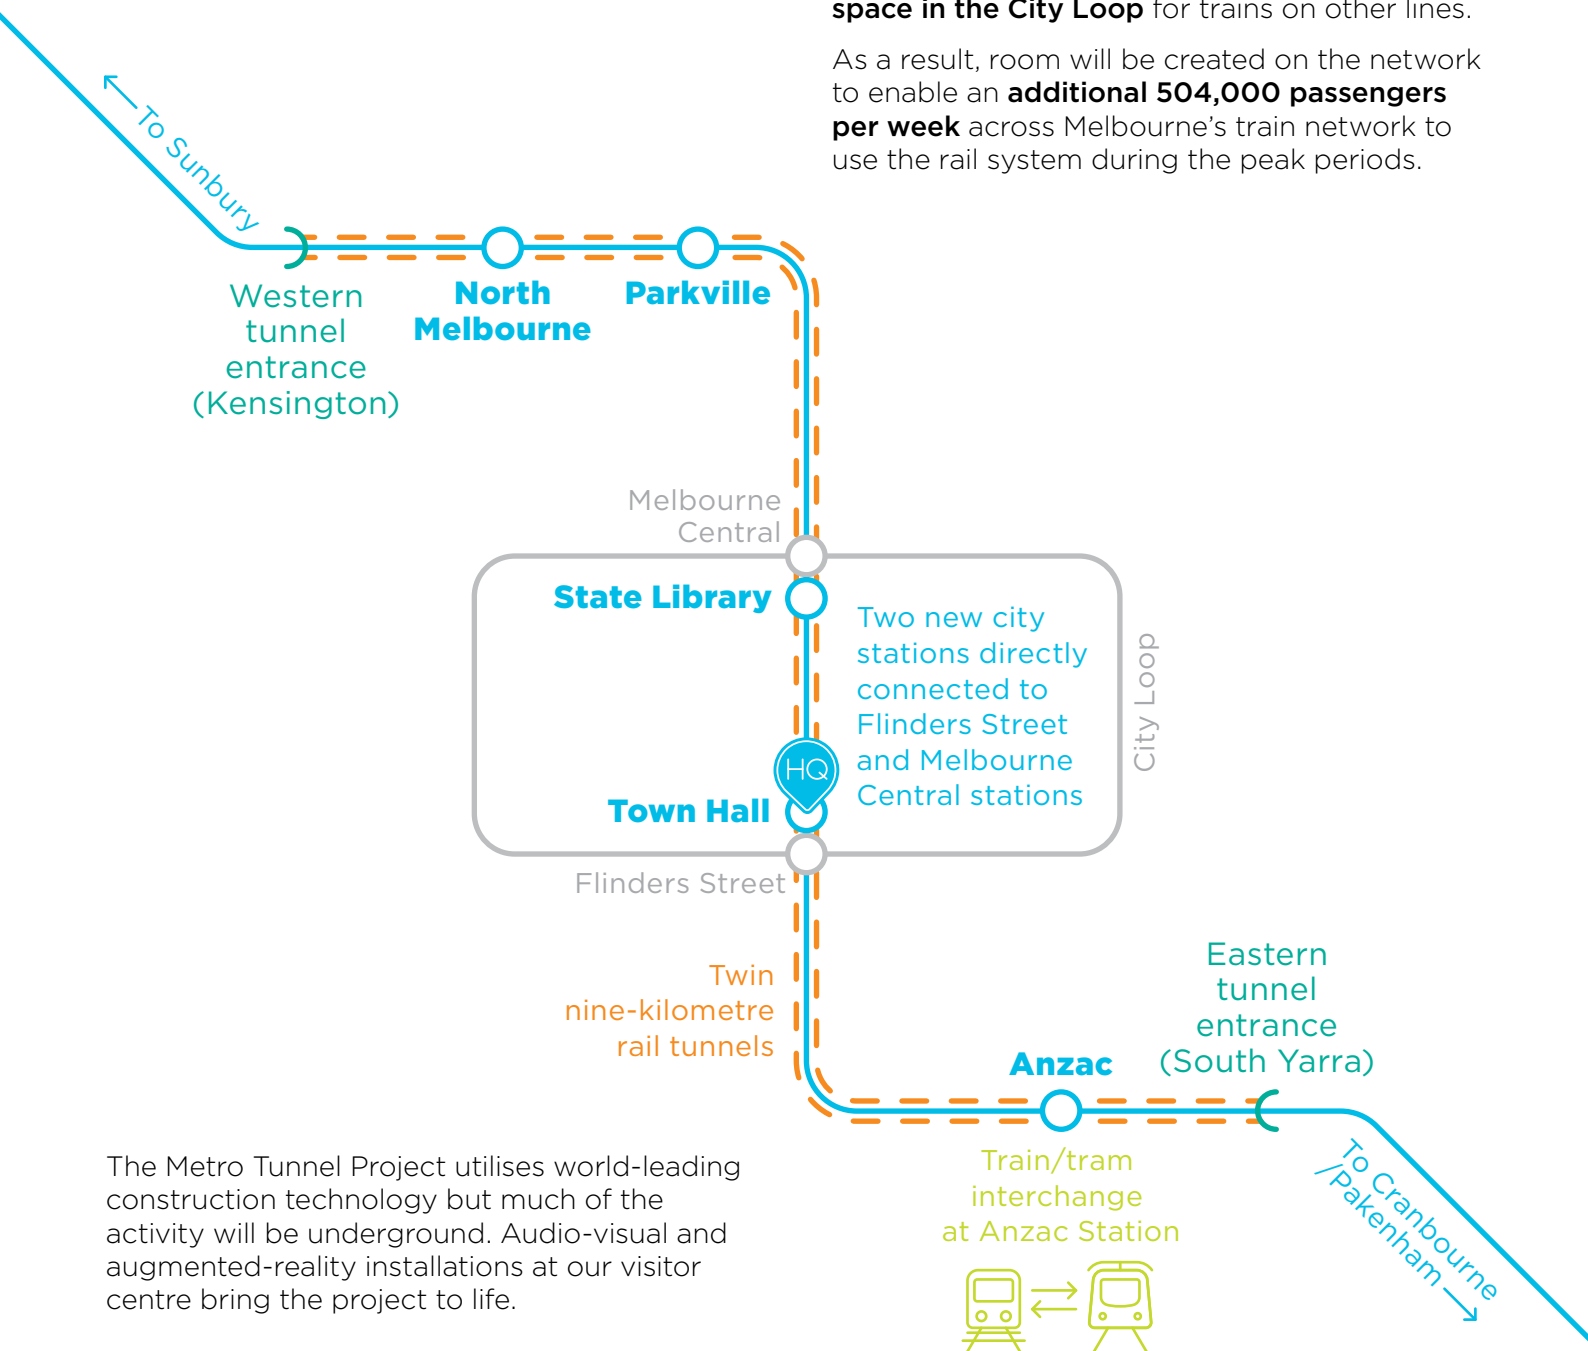 space in the City Loop for trains on other lines.
As a result, room will be created on the network
to enable an additional 504,000 passengers
per week across Melbourne's train network to
use the rail system during the peak periods.
← To Sunbury
Western
tunnel
entrance
(Kensington)
North
Melbourne
Parkville
Melbourne
Central
State Library
Two new city
stations directly
connected to
Flinders Street
and Melbourne
Central stations
City Loop
HQ
Town Hall
Flinders Street
Twin
nine-kilometre
rail tunnels
Eastern
tunnel
entrance
(South Yarra)
Anzac
Train/tram
interchange
at Anzac Station
To Cranbourne
/Pakenham →
The Metro Tunnel Project utilises world-leading
construction technology but much of the
activity will be underground. Audio-visual and
augmented-reality installations at our visitor
centre bring the project to life.